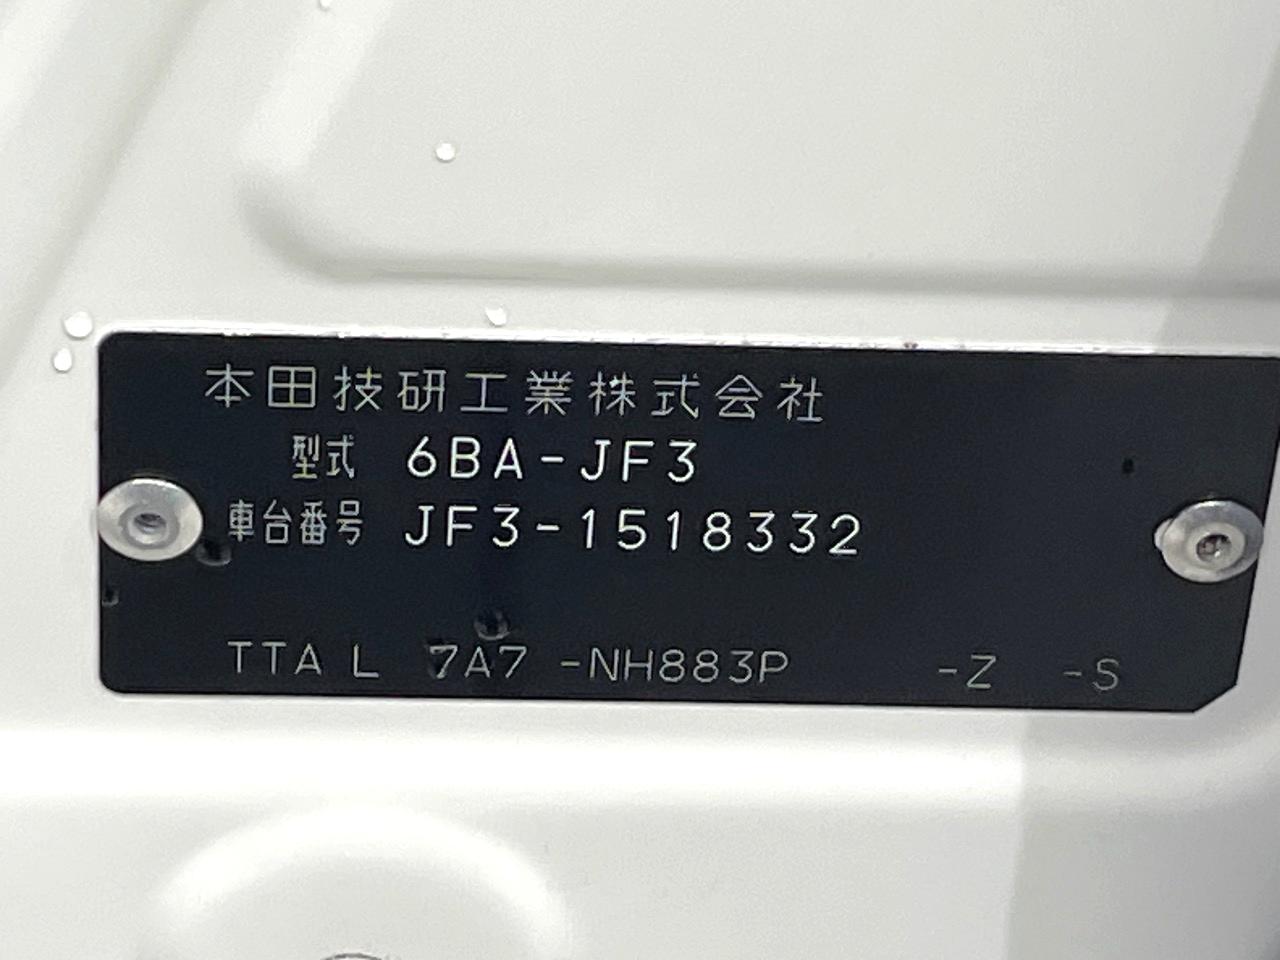 本田技研工業株式会社
型式 6BA-JF3
車台番号 JF3-1518332
TTA L 7A7 -NH883P -Z -S